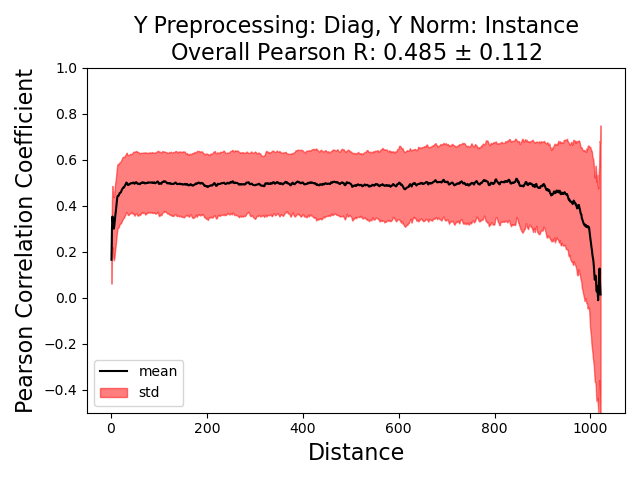 Y Preprocessing: Diag, Y Norm: Instance
Overall Pearson R: 0.485 ± 0.112
Pearson Correlation Coefficient
1.0
0.8
0.6
0.4
0.2
0.0
−0.2
−0.4
mean
std
0
200
400
600
800
1000
Distance